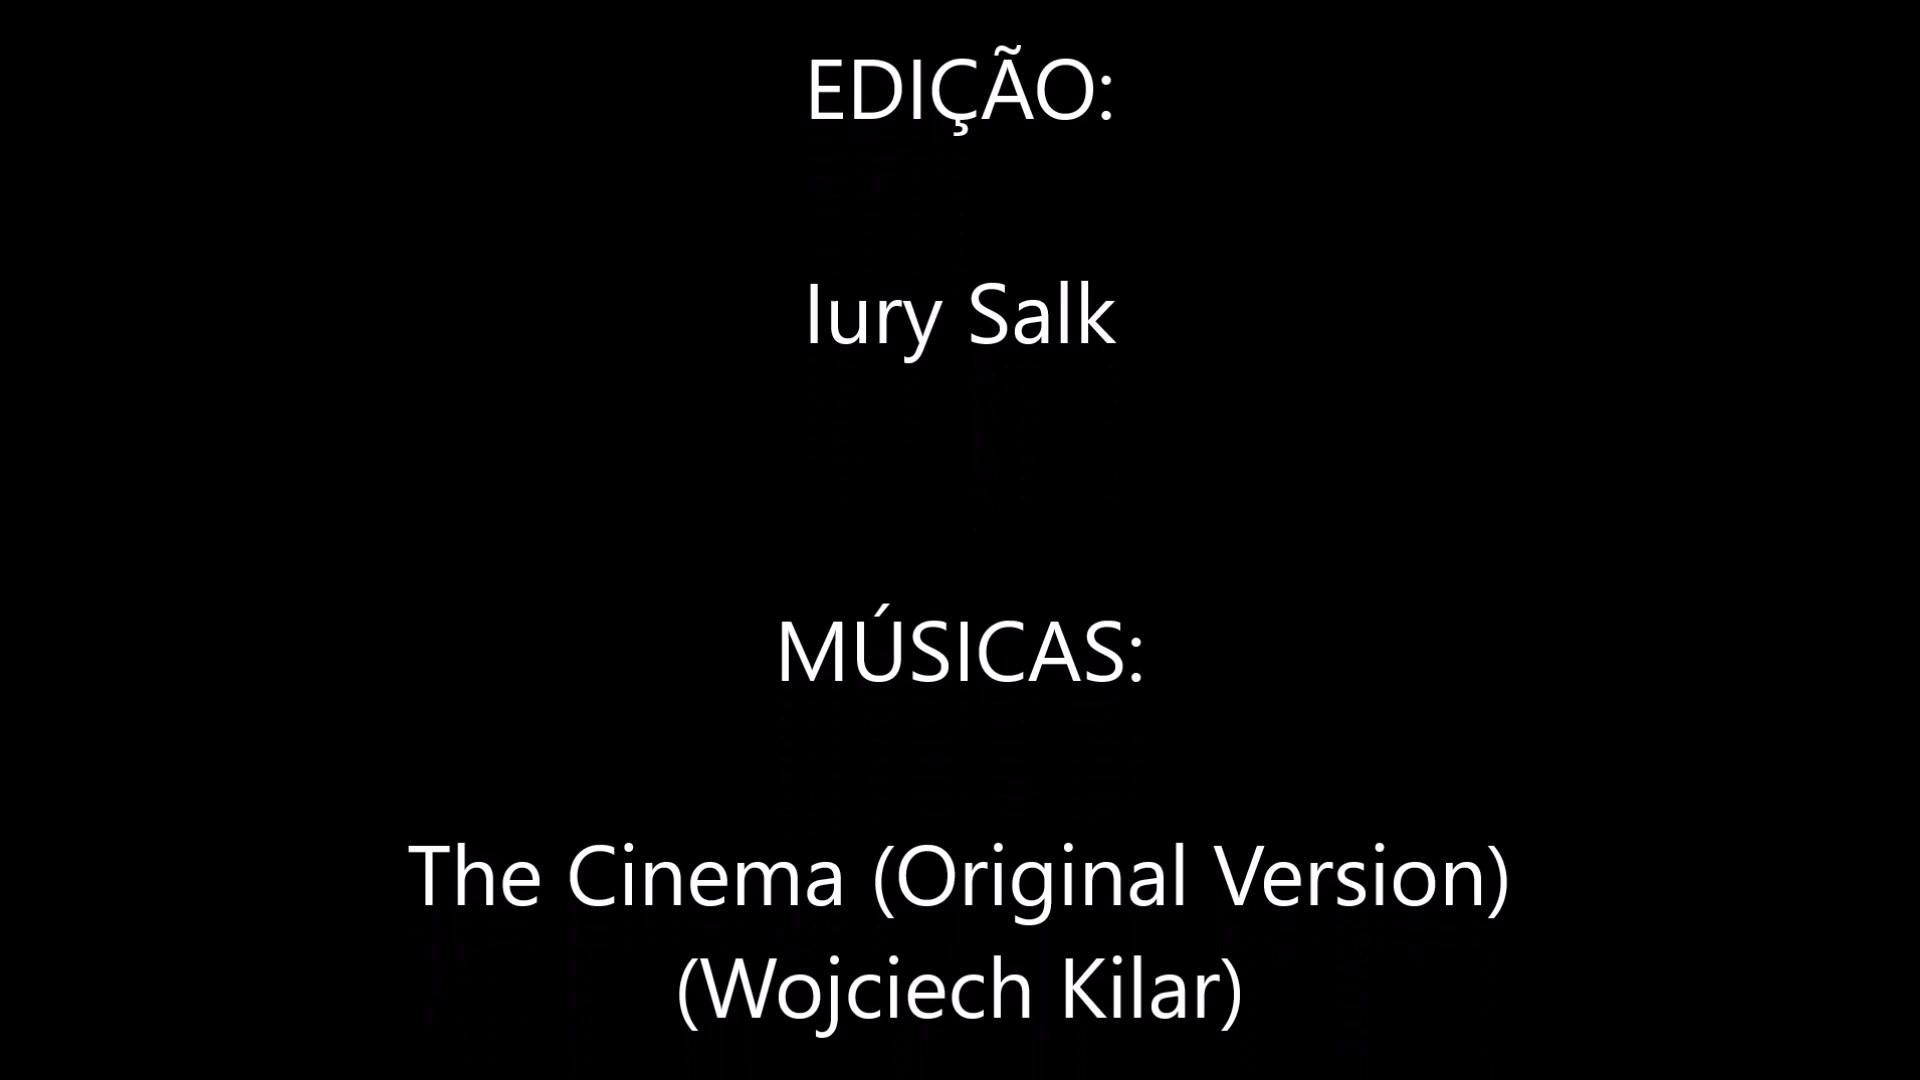 EDIÇÃO:
Iury Salk
MÚSICAS:
The Cinema (Original Version)
(Wojciech Kilar)